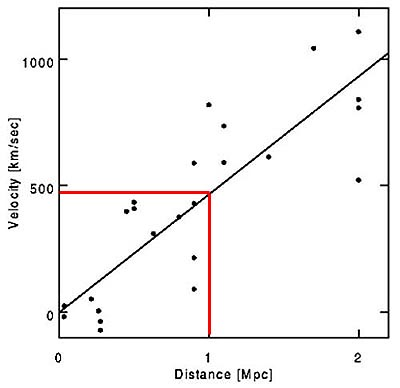 1000
500
0
Velocity [km/sec]
0 1 2
Distance [Mpc]